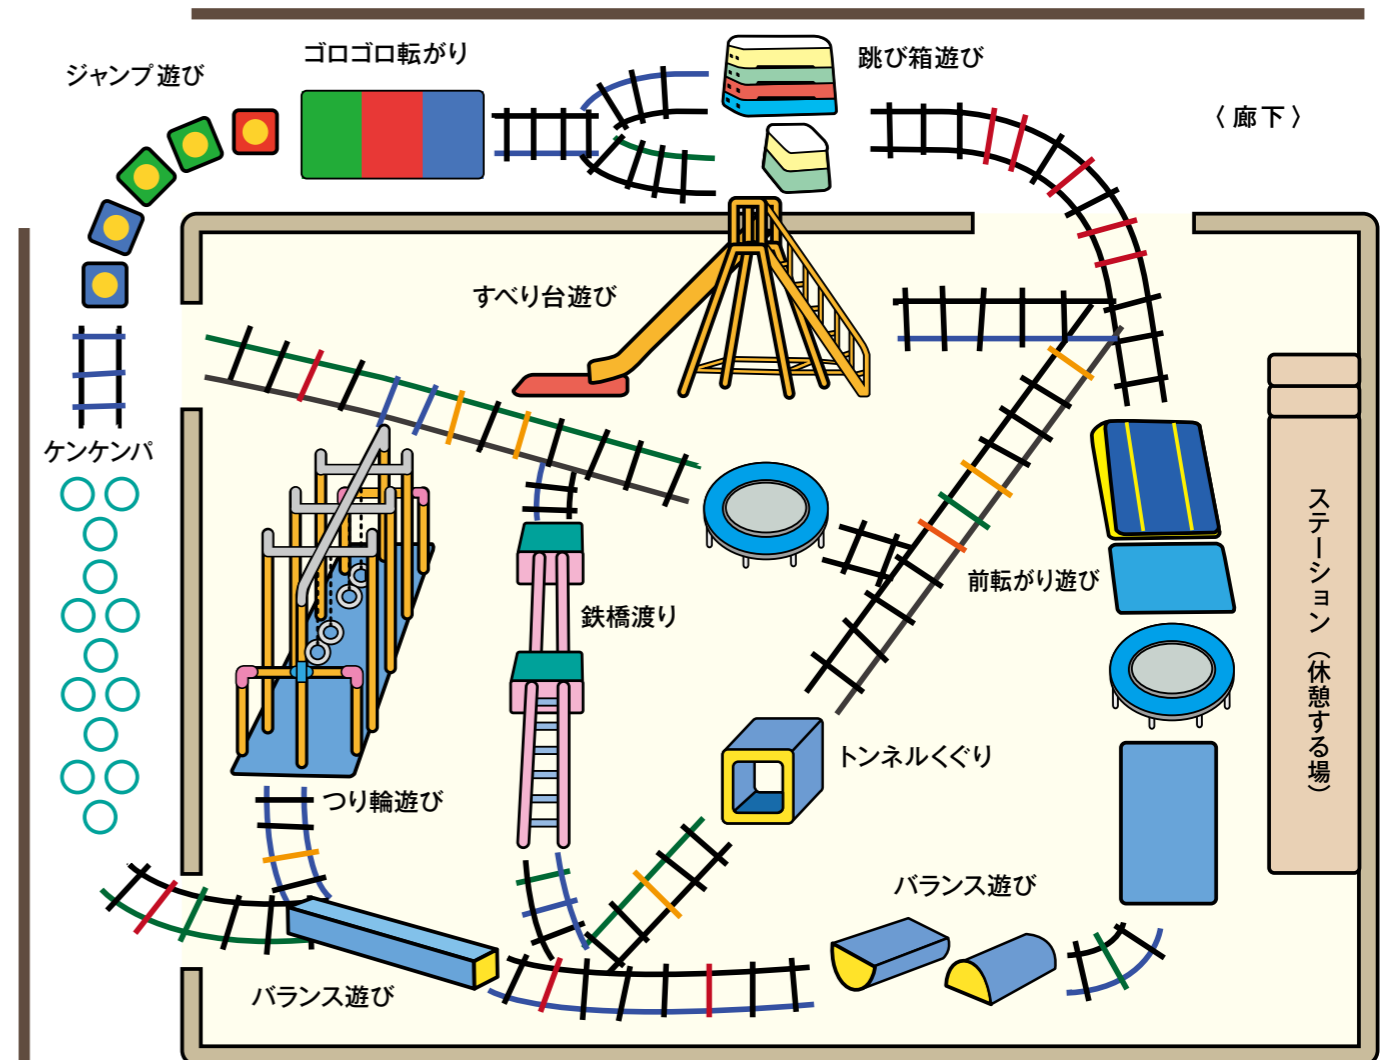 ゴロゴロ転がり
跳び箱遊び
ジャンプ遊び
〈廊下〉
すべり台遊び
ケンケンパ
ステーション（休憩する場）
前転がり遊び
鉄橋渡り
トンネルくぐり
つり輪遊び
バランス遊び
バランス遊び